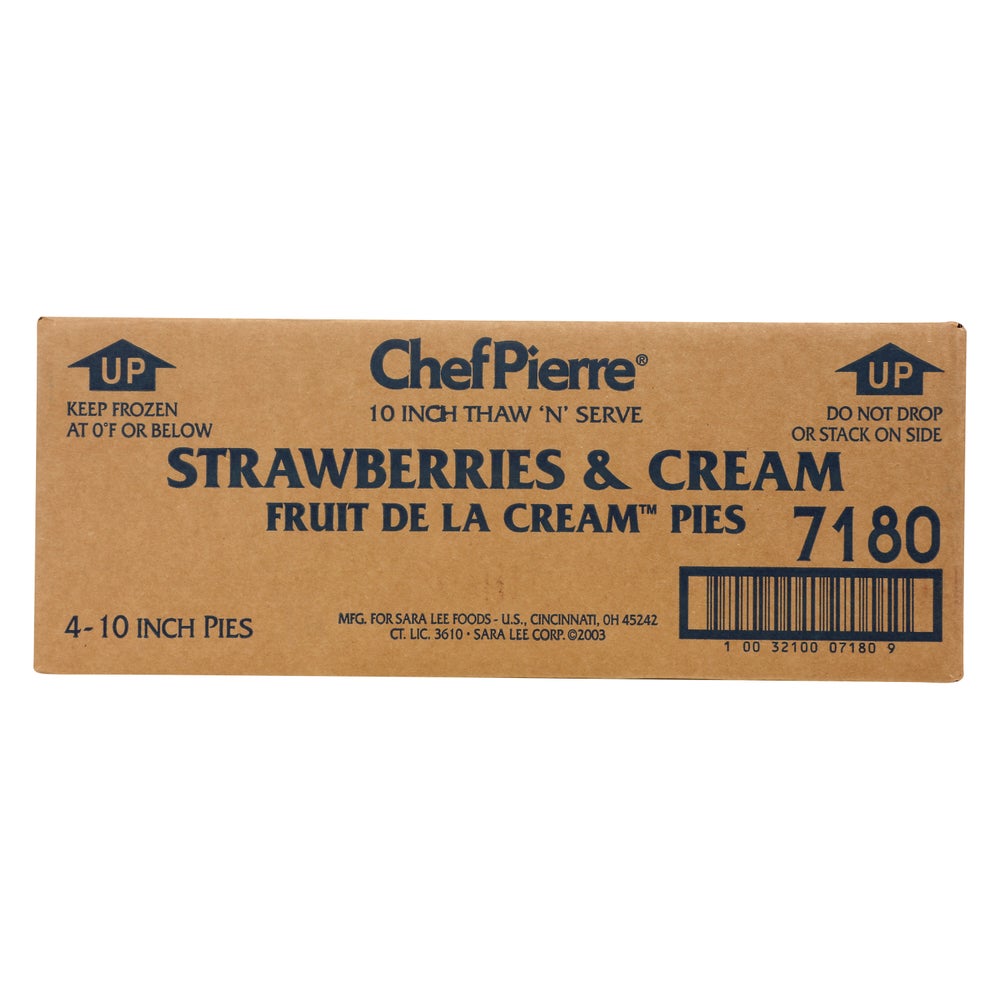 UP
ChefPierre®
UP
KEEP FROZEN
AT 0°F OR BELOW
10 INCH THAW ‘N’ SERVE
DO NOT DROP
OR STACK ON SIDE
STRAWBERRIES & CREAM
FRUIT DE LA CREAM™ PIES
7180
4-10 INCH PIES
MFG. FOR SARA LEE FOODS - U.S., CINCINNATI, OH 45242
CT. LIC. 3610 • SARA LEE CORP. ©2003
1 00 32100 07180 9